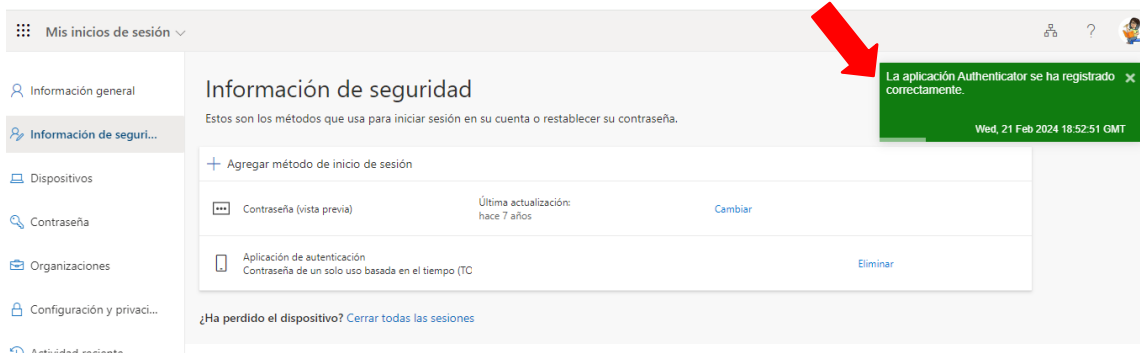 Mis inicios de sesión
Información general
Información de seguri...
Dispositivos
Contraseña
Organizaciones
Configuración y privaci...
Actividad reciente
Información de seguridad
Estos son los métodos que usa para iniciar sesión en su cuenta o restablecer su contraseña.
Agregar método de inicio de sesión
Contraseña (vista previa)
Última actualización:
hace 7 años
Cambiar
Aplicación de autenticación
Contraseña de un solo uso basada en el tiempo (TC
Eliminar
¿Ha perdido el dispositivo? Cerrar todas las sesiones
La aplicación Authenticator se ha registrado
correctamente.
Wed, 21 Feb 2024 18:52:51 GMT